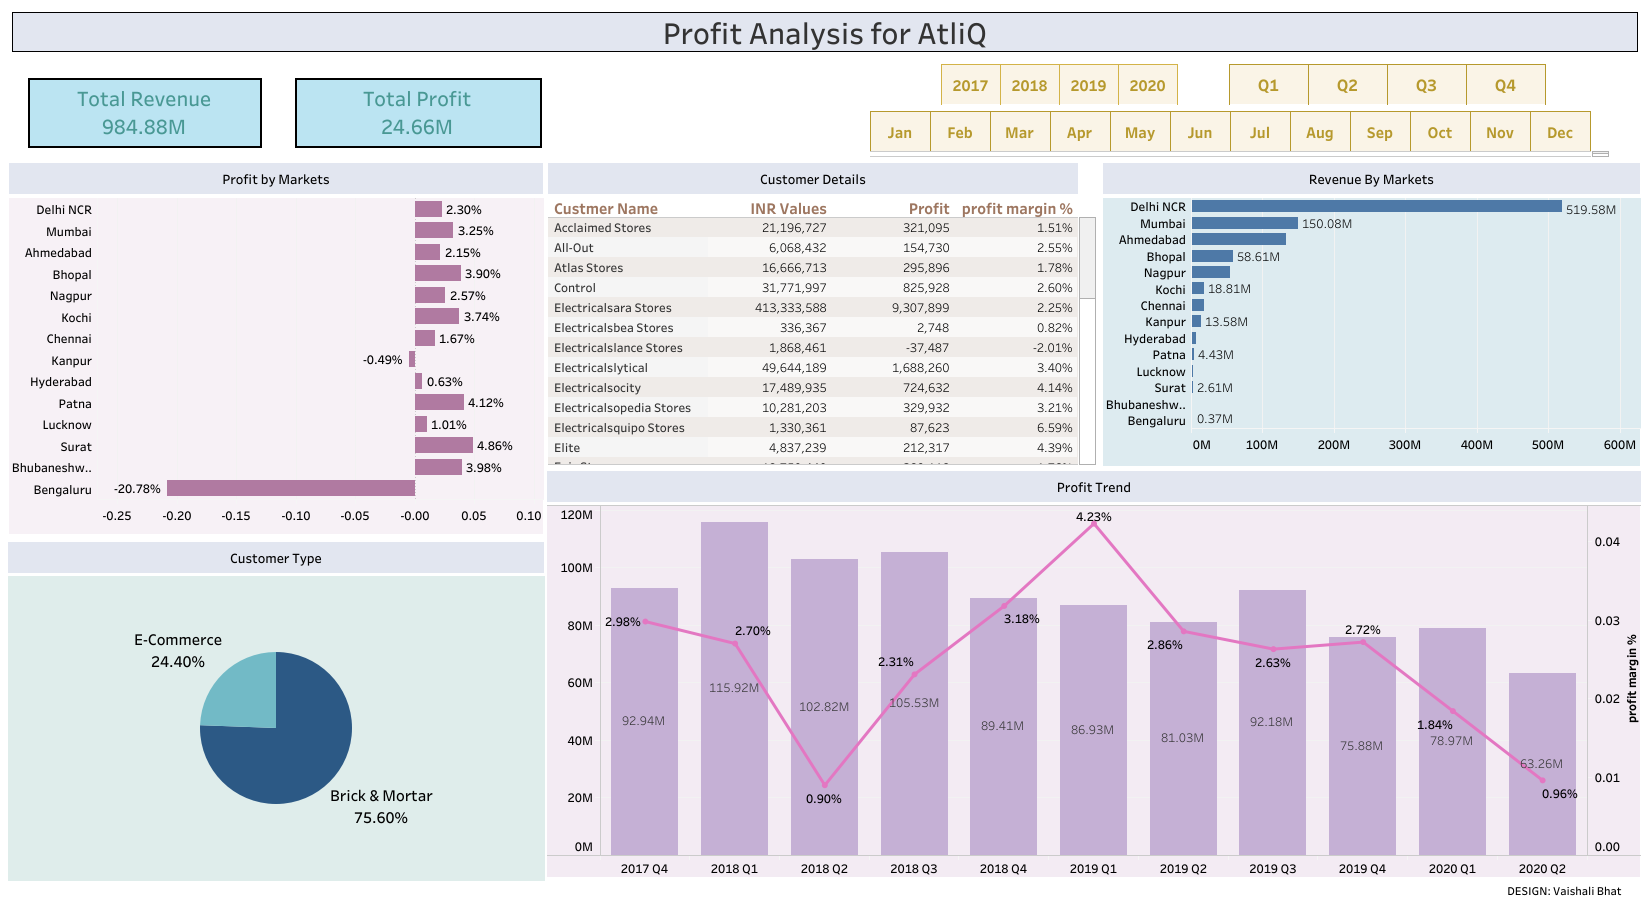 Profit Analysis for AtliQ
Total Revenue
984.88M
Total Profit
24.66M
2017 2018 2019 2020
Q1 Q2 Q3 Q4
Jan Feb Mar Apr May Jun Jul Aug Sep Oct Nov Dec
Profit by Markets
Delhi NCR 2.30%
Mumbai 3.25%
Ahmedabad 2.15%
Bhopal 3.90%
Nagpur 2.57%
Kochi 3.74%
Chennai 1.67%
Kanpur -0.49%
Hyderabad 0.63%
Patna 4.12%
Lucknow 1.01%
Surat 4.86%
Bhubaneshw.. 3.98%
Bengaluru -20.78%
-0.25 -0.20 -0.15 -0.10 -0.05 -0.00 0.05 0.10
Customer Details
Custmer Name INR Values Profit profit margin %
Acclaimed Stores 21,196,727 321,095 1.51%
All-Out 6,068,432 154,730 2.55%
Atlas Stores 16,666,713 295,896 1.78%
Control 31,771,997 825,928 2.60%
Electricalsara Stores 413,333,588 9,307,899 2.25%
Electricalsbea Stores 336,367 2,748 0.82%
Electricalslance Stores 1,868,461 -37,487 -2.01%
Electricalslytical 49,644,189 1,688,260 3.40%
Electricalsocity 17,489,935 724,632 4.14%
Electricalsopedia Stores 10,281,203 329,932 3.21%
Electricalsquipo Stores 1,330,361 87,623 6.59%
Elite 4,837,239 212,317 4.39%
Revenue By Markets
Delhi NCR 519.58M
Mumbai 150.08M
Ahmedabad
Bhopal 58.61M
Nagpur
Kochi 18.81M
Chennai
Kanpur 13.58M
Hyderabad
Patna 4.43M
Lucknow
Surat 2.61M
Bhubaneshw..
Bengaluru 0.37M
0M 100M 200M 300M 400M 500M 600M
Customer Type
E-Commerce
24.40%
Brick & Mortar
75.60%
Profit Trend
120M
100M
80M
60M
40M
20M
0M
2.98% 2.70% 0.90% 2.31% 3.18% 4.23% 2.86% 2.63% 2.72% 1.84% 0.96%
92.94M 115.92M 102.82M 105.53M 89.41M 86.93M 81.03M 92.18M 75.88M 78.97M 63.26M
0.04
0.03
0.02
0.01
0.00
profit margin %
2017 Q4 2018 Q1 2018 Q2 2018 Q3 2018 Q4 2019 Q1 2019 Q2 2019 Q3 2019 Q4 2020 Q1 2020 Q2
DESIGN: Vaishali Bhat